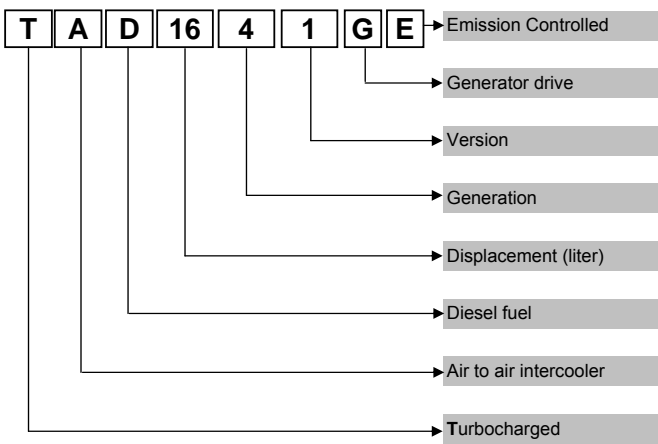 T A D 16 4 1 G E
Emission Controlled
Generator drive
Version
Generation
Displacement (liter)
Diesel fuel
Air to air intercooler
Turbocharged